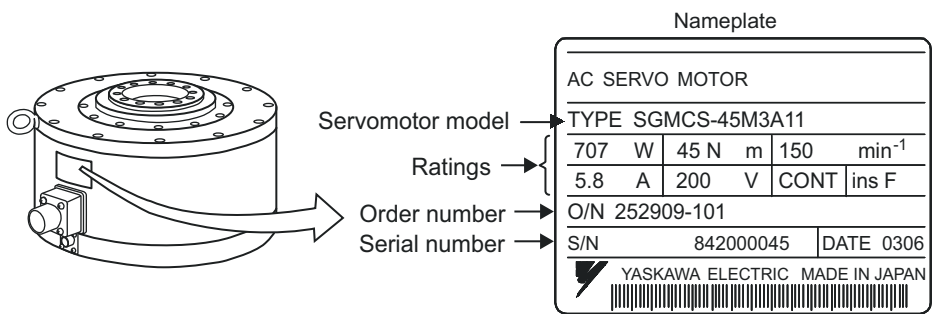 Nameplate
AC SERVO MOTOR
Servomotor model
TYPE SGMCS-45M3A11
Ratings
707 W 45 N m 150 min-1
5.8 A 200 V CONT ins F
Order number
O/N 252909-101
Serial number
S/N 842000045 DATE 0306
YASKAWA ELECTRIC MADE IN JAPAN